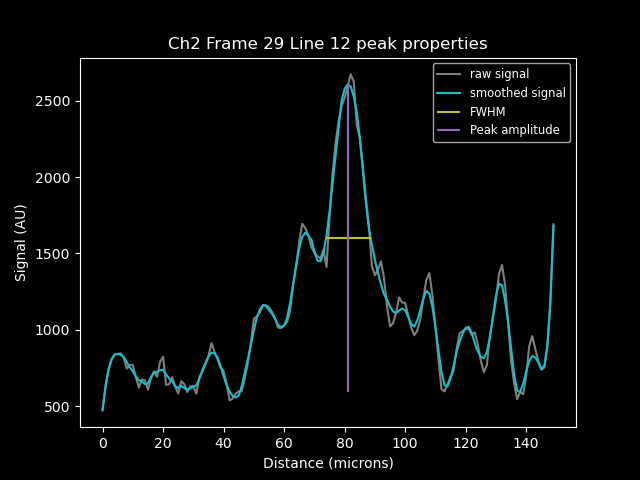 Ch2 Frame 29 Line 12 peak properties
raw signal
smoothed signal
FWHM
Peak amplitude
Signal (AU)
2500
2000
1500
1000
500
0 20 40 60 80 100 120 140
Distance (microns)